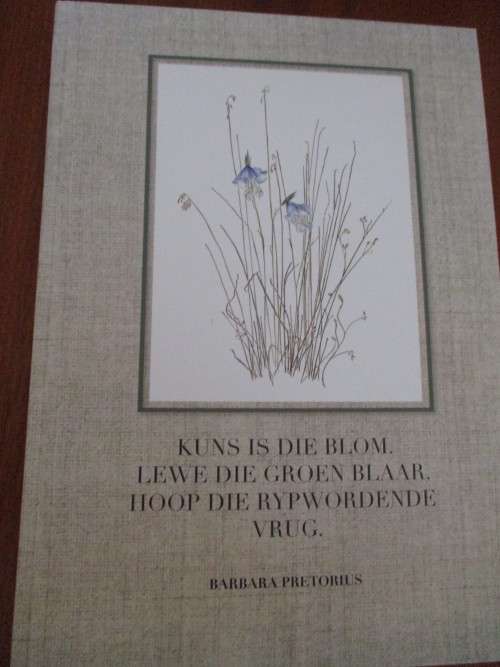 KUNS IS DIE BLOM.
LEWE DIE GROEN BLAAR.
HOOP DIE RYPWORDENDE
VRUG.
BARBARA PRETORIUS